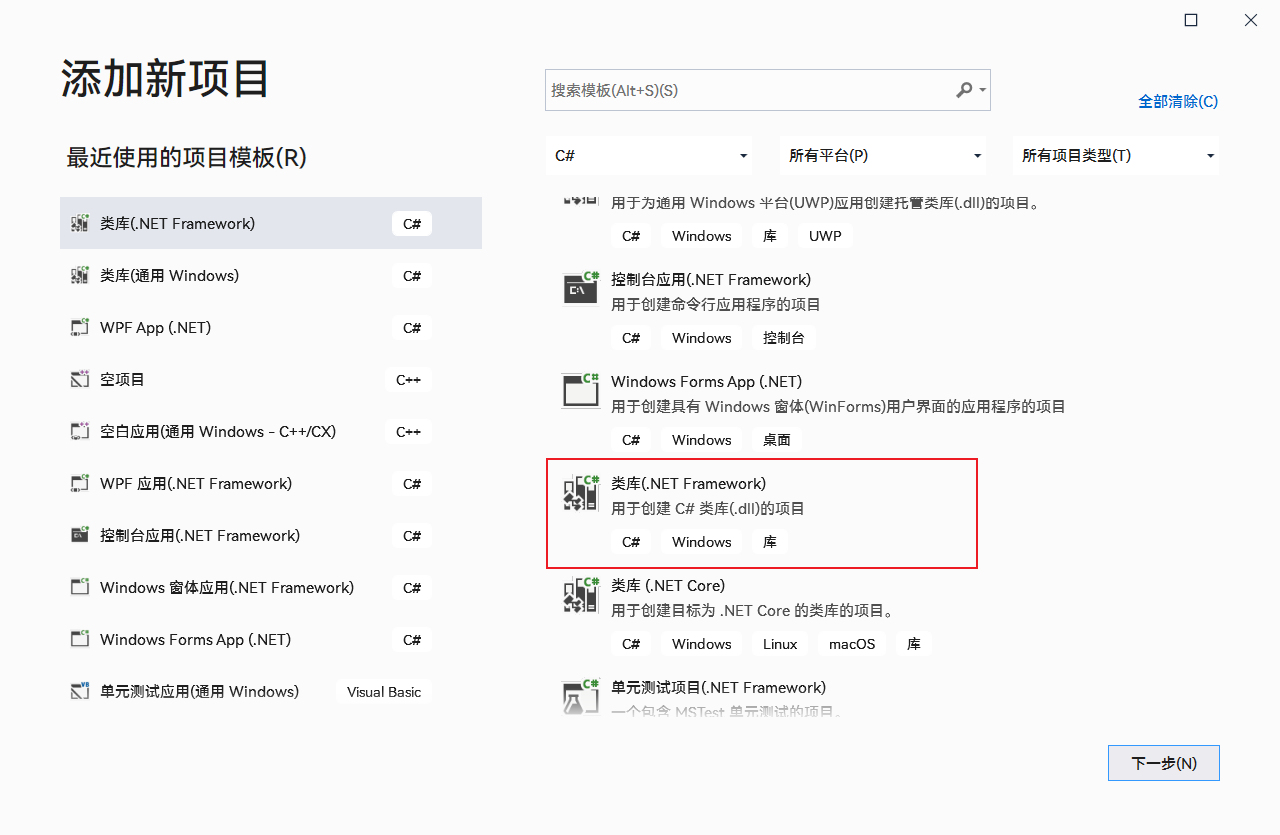 添加新项目
最近使用的项目模板(R)
类库(.NET Framework) C#
类库(通用 Windows) C#
WPF App (.NET) C#
空项目 C++
空白应用(通用 Windows - C++/CX) C++
WPF 应用(.NET Framework) C#
控制台应用(.NET Framework) C#
Windows 窗体应用(.NET Framework) C#
Windows Forms App (.NET) C#
单元测试应用(通用 Windows) Visual Basic
搜索模板(Alt+S)(S)
全部清除(C)
C# 所有平台(P) 所有项目类型(T)
用于为通用 Windows 平台(UWP)应用创建托管类库(.dll)的项目。
C# Windows 库 UWP
控制台应用(.NET Framework)
用于创建命令行应用程序的项目
C# Windows 控制台
Windows Forms App (.NET)
用于创建具有 Windows 窗体(WinForms)用户界面的应用程序的项目
C# Windows 桌面
类库(.NET Framework)
用于创建 C# 类库(.dll)的项目
C# Windows 库
类库 (.NET Core)
用于创建目标为 .NET Core 的类库的项目。
C# Windows Linux macOS 库
单元测试项目(.NET Framework)
一个包含 MSTest 单元测试的项目。
下一步(N)